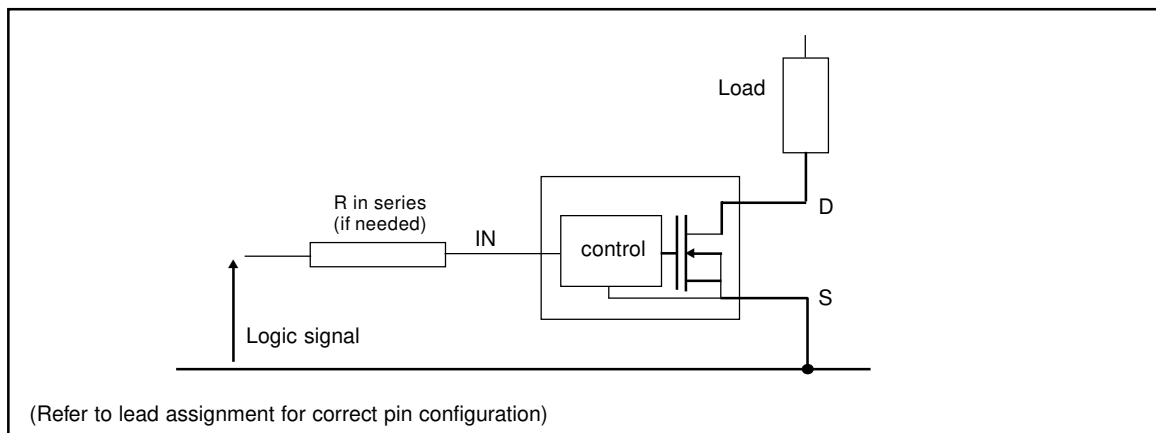 Load
R in series
(if needed)
IN
D
control
S
Logic signal
(Refer to lead assignment for correct pin configuration)